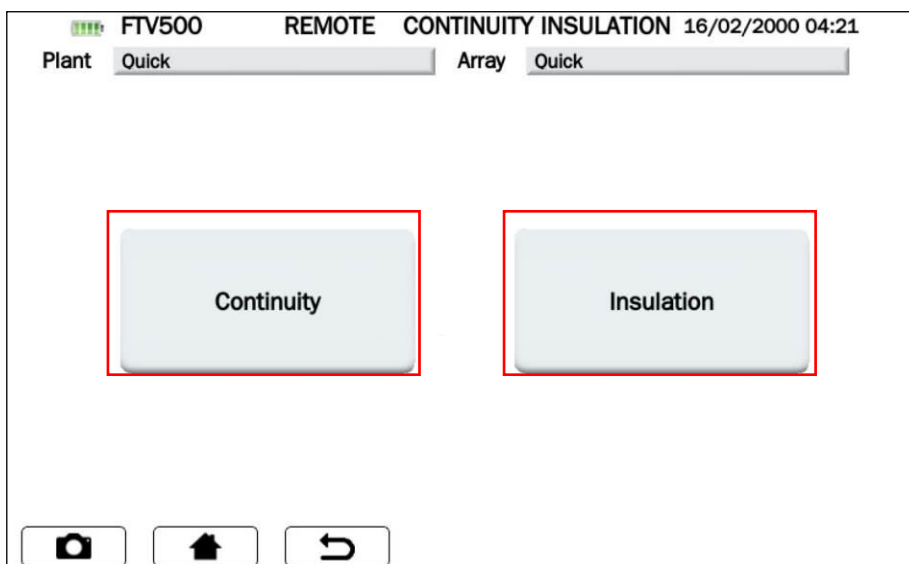 FTV500 REMOTE CONTINUITY INSULATION 16/02/2000 04:21
Plant Quick Array Quick
Continuity Insulation